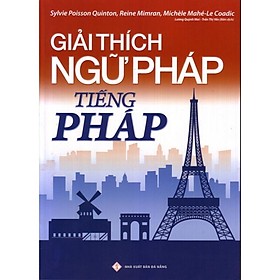 Sylvie Poisson Quinton, Reine Mimran, Michèle Mahé-Le Coadic
GIẢI THÍCH
NGỮ PHÁP
TIẾNG
PHÁP
NHÀ XUẤT BẢN ĐÀ NẴNG